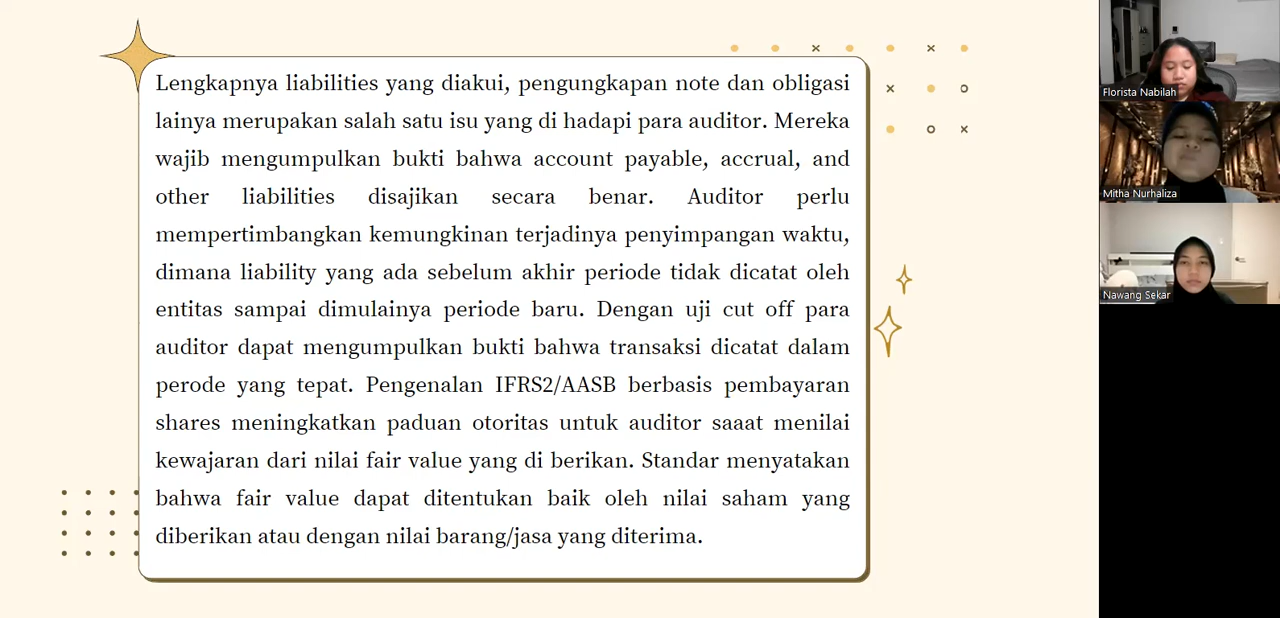 Lengkapnya liabilities yang diakui, pengungkapan note dan obligasi
lainya merupakan salah satu isu yang di hadapi para auditor. Mereka
wajib mengumpulkan bukti bahwa account payable, accrual, and
other liabilities disajikan secara benar. Auditor perlu
mempertimbangkan kemungkinan terjadinya penyimpangan waktu,
dimana liability yang ada sebelum akhir periode tidak dicatat oleh
entitas sampai dimulainya periode baru. Dengan uji cut off para
auditor dapat mengumpulkan bukti bahwa transaksi dicatat dalam
perode yang tepat. Pengenalan IFRS2/AASB berbasis pembayaran
shares meningkatkan paduan otoritas untuk auditor saaat menilai
kewajaran dari nilai fair value yang di berikan. Standar menyatakan
bahwa fair value dapat ditentukan baik oleh nilai saham yang
diberikan atau dengan nilai barang/jasa yang diterima.
Florista Nabilah
Mitha Nurhaliza
Nawang Sekar